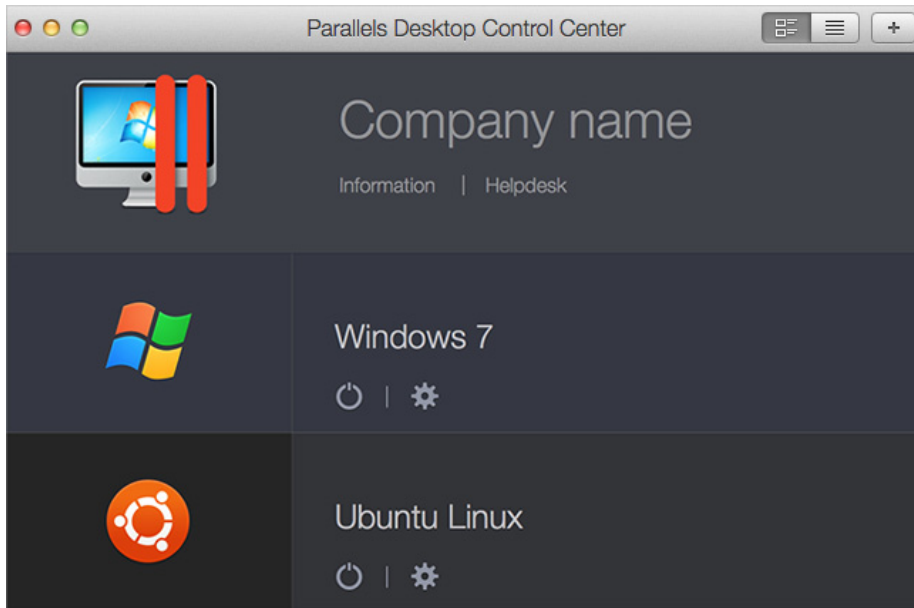 Parallels Desktop Control Center
Company name
Information | Helpdesk
Windows 7
Ubuntu Linux